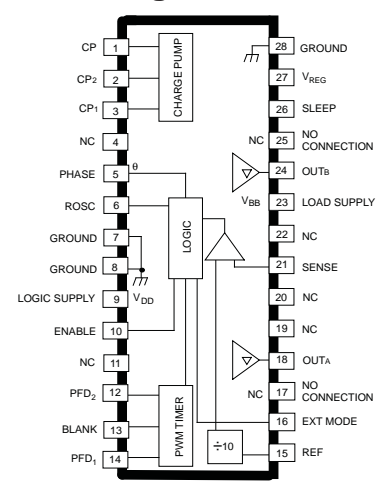 CP 1
CP2 2
CP1 3
NC 4
PHASE 5 θ
ROSC 6
GROUND 7
GROUND 8
LOGIC SUPPLY 9 VDD
ENABLE 10
NC 11
PFD2 12
BLANK 13
PFD1 14
CHARGE PUMP
LOGIC
PWM TIMER
÷10
28 GROUND
27 VREG
26 SLEEP
NC 25 NO
CONNECTION
24 OUTB
VBB 23 LOAD SUPPLY
22 NC
21 SENSE
20 NC
19 NC
18 OUTA
NC 17 NO
CONNECTION
16 EXT MODE
15 REF